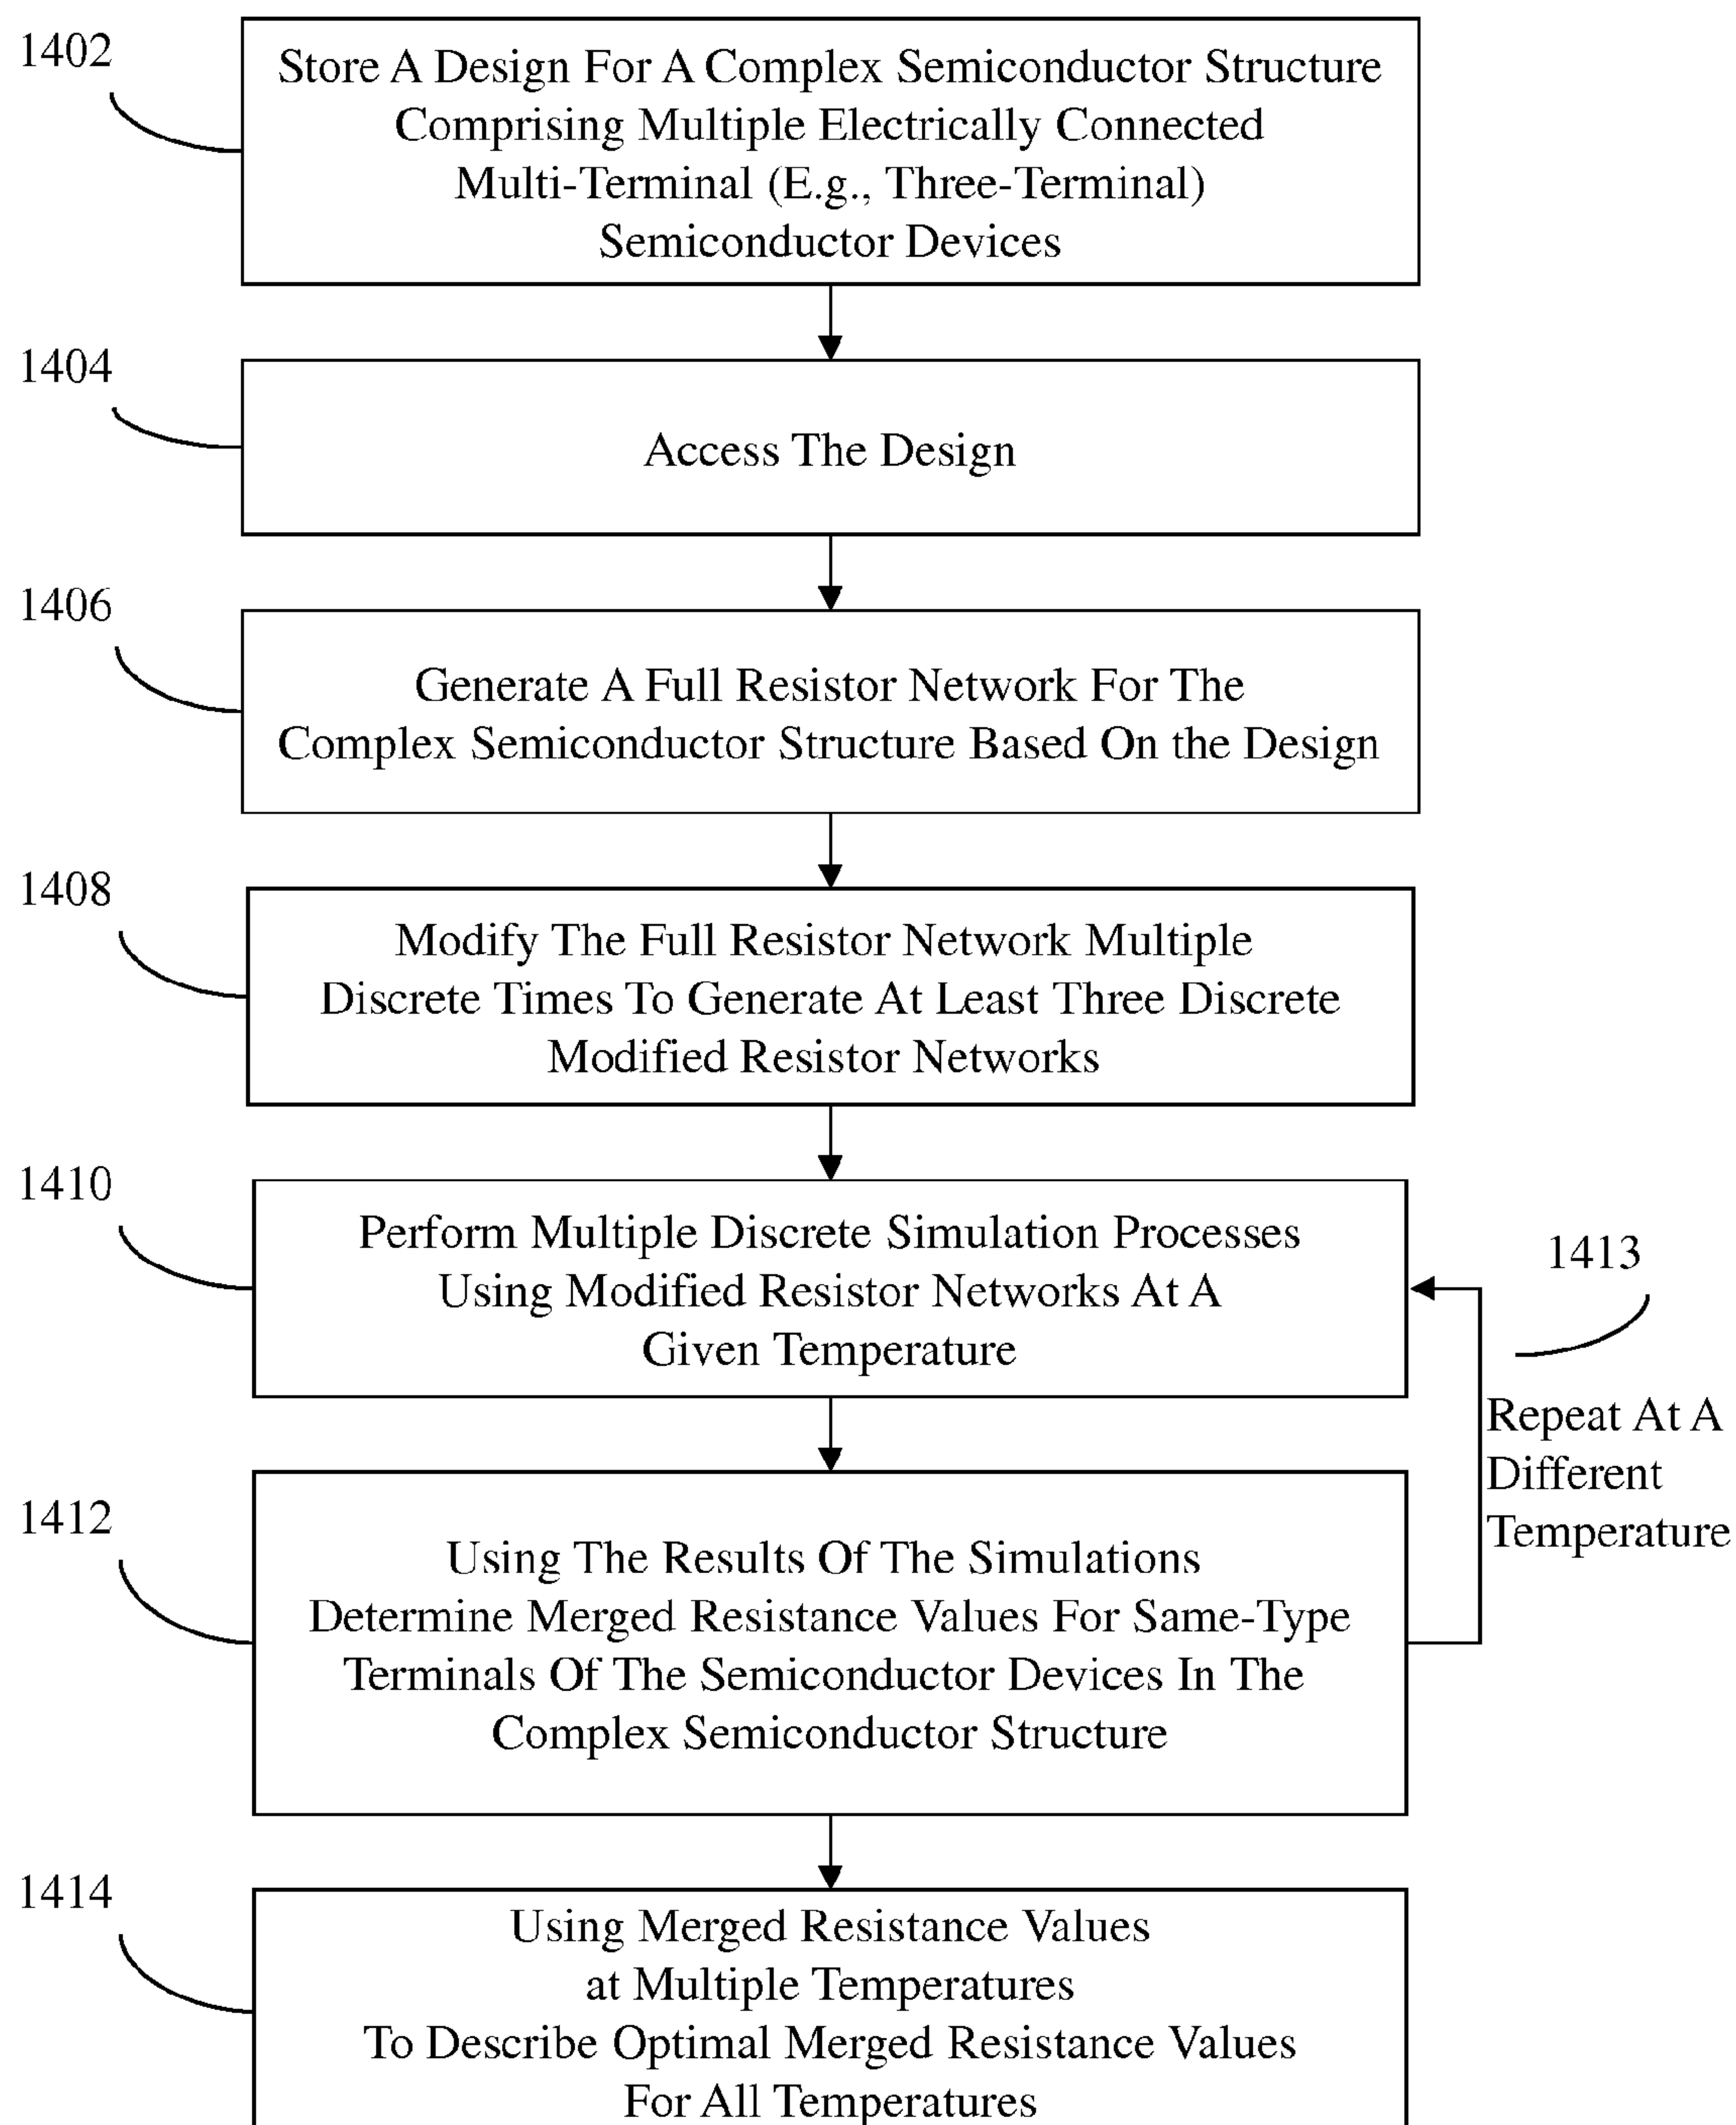 1402
Store A Design For A Complex Semiconductor Structure
Comprising Multiple Electrically Connected
Multi-Terminal (E.g., Three-Terminal)
Semiconductor Devices
1404
Access The Design
1406
Generate A Full Resistor Network For The
Complex Semiconductor Structure Based On the Design
1408
Modify The Full Resistor Network Multiple
Discrete Times To Generate At Least Three Discrete
Modified Resistor Networks
1410
Perform Multiple Discrete Simulation Processes
Using Modified Resistor Networks At A
Given Temperature
1413
Repeat At A
Different
Temperature
1412
Using The Results Of The Simulations
Determine Merged Resistance Values For Same-Type
Terminals Of The Semiconductor Devices In The
Complex Semiconductor Structure
1414
Using Merged Resistance Values
at Multiple Temperatures
To Describe Optimal Merged Resistance Values
For All Temperatures